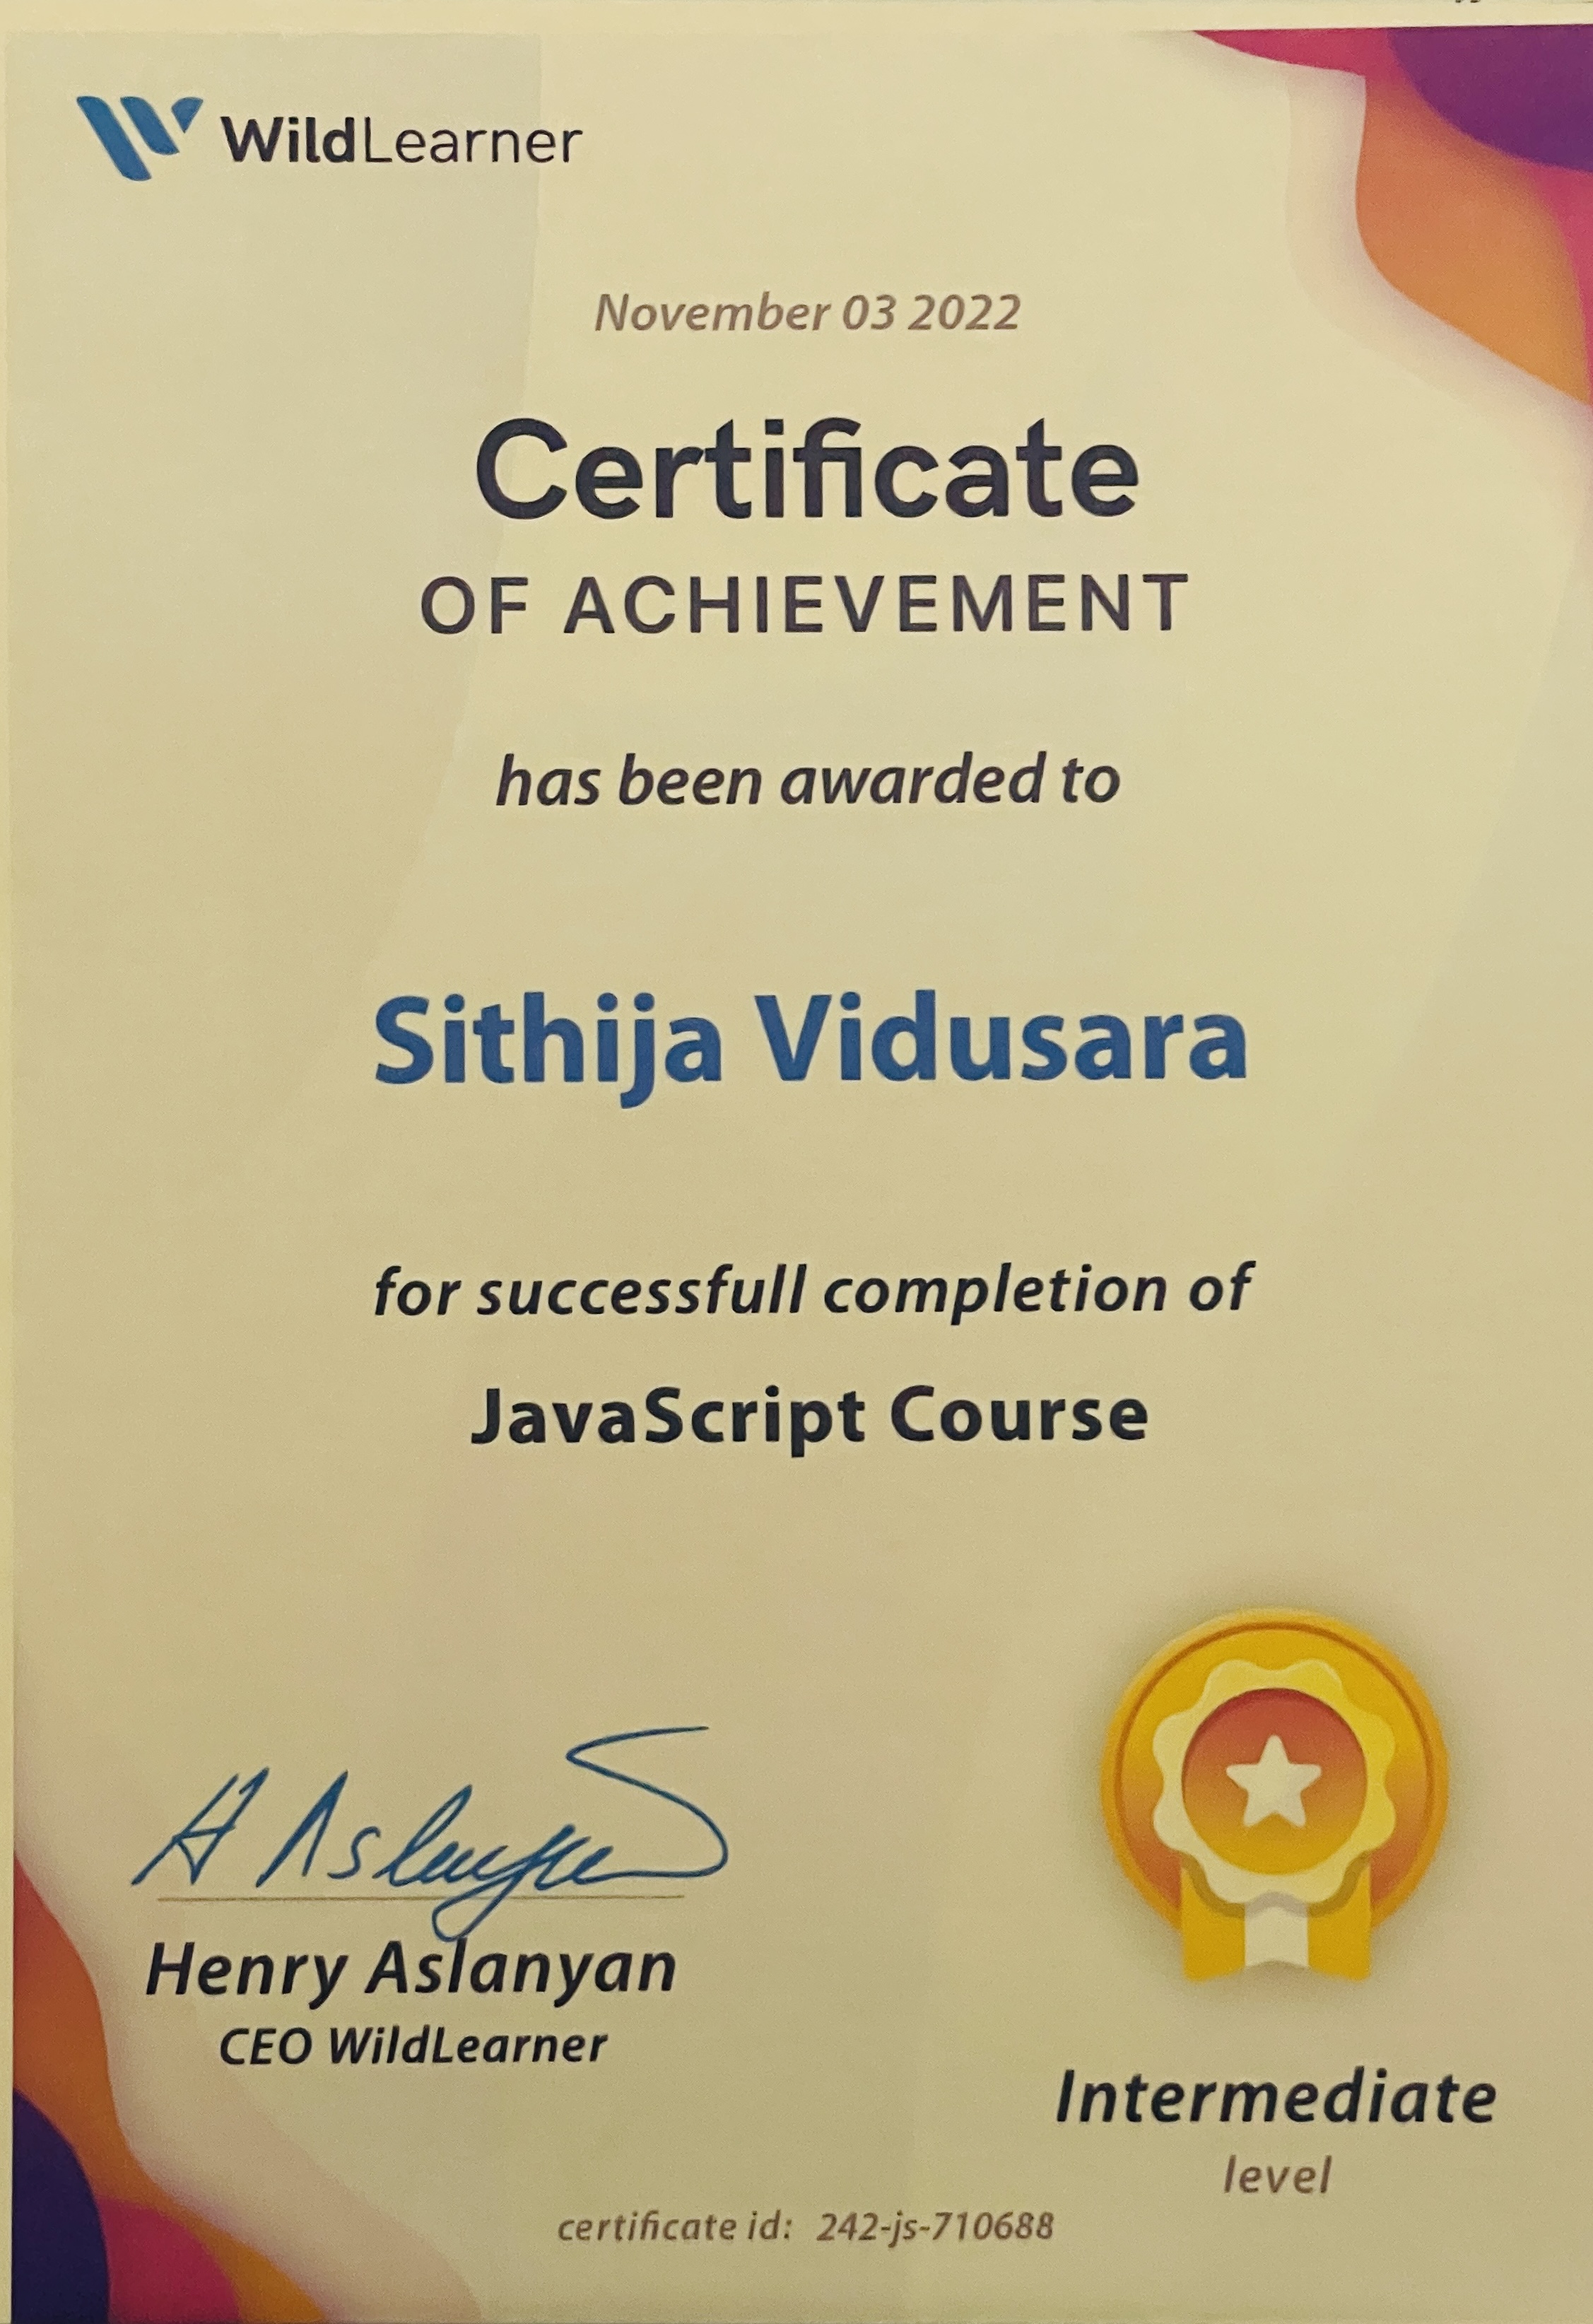 WildLearner
November 03 2022
Certificate
OF ACHIEVEMENT
has been awarded to
Sithija Vidusara
for successfull completion of
JavaScript Course
H Aslanyan
Henry Aslanyan
CEO WildLearner
Intermediate
level
certificate id: 242-js-710688